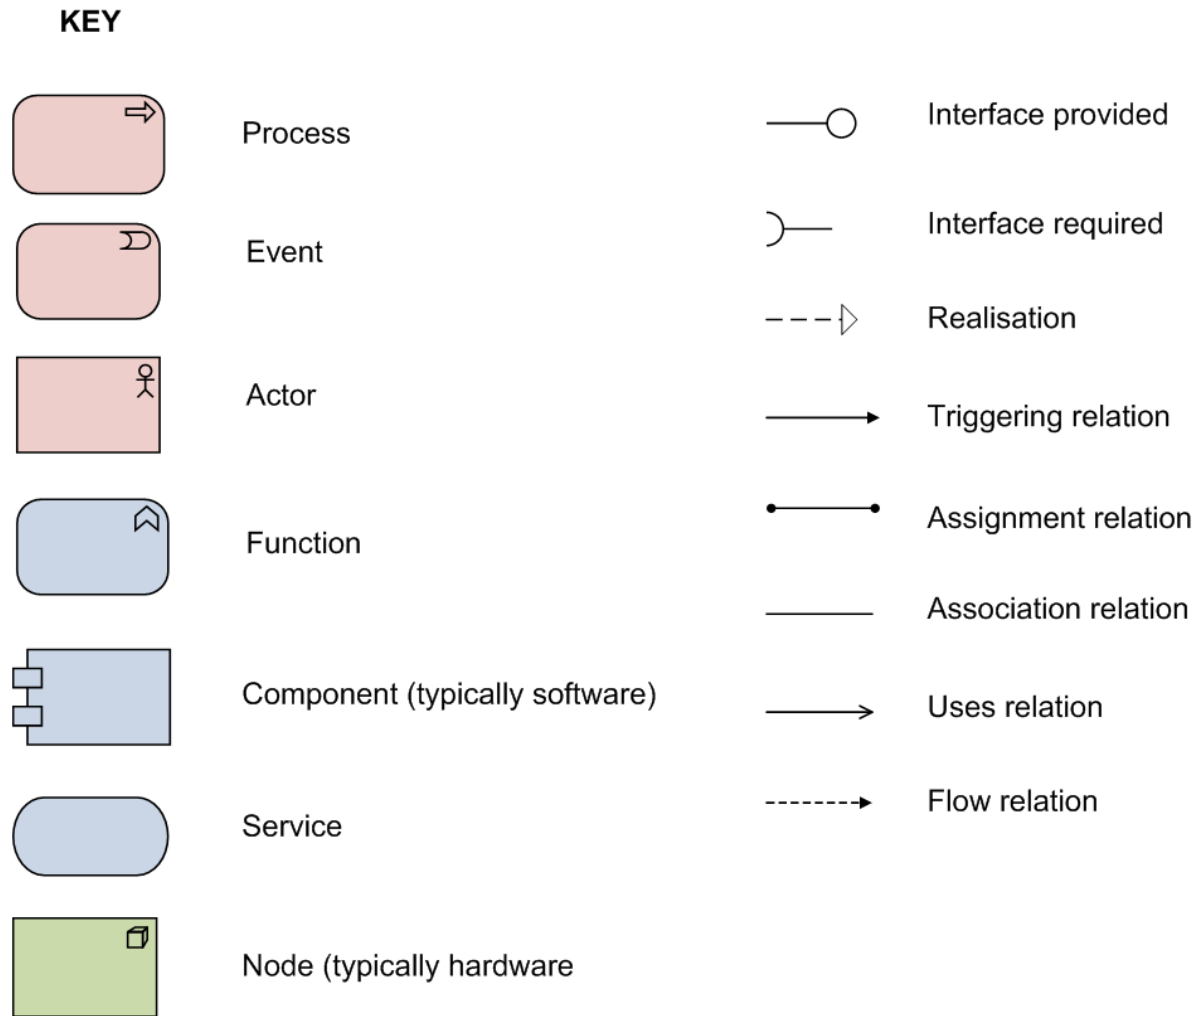 KEY
Process
Event
Actor
Function
Component (typically software)
Service
Node (typically hardware
Interface provided
Interface required
Realisation
Triggering relation
Assignment relation
Association relation
Uses relation
Flow relation